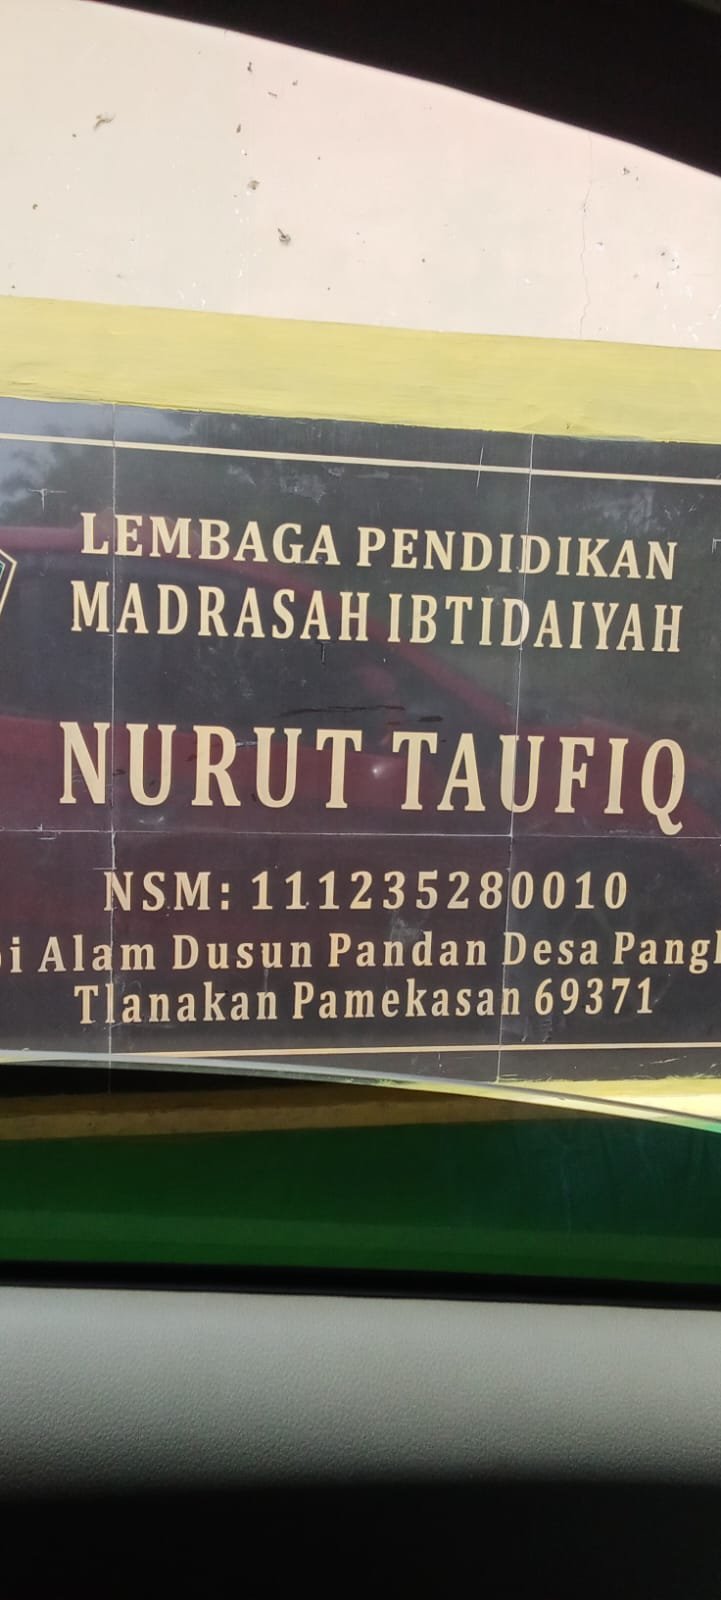 LEMBAGA PENDIDIKAN
MADRASAH IBTIDAIYAH
NURUT TAUFIQ
NSM: 111235280010
Alam Dusun Pandan Desa
Tlanakan Pamekasan 69371